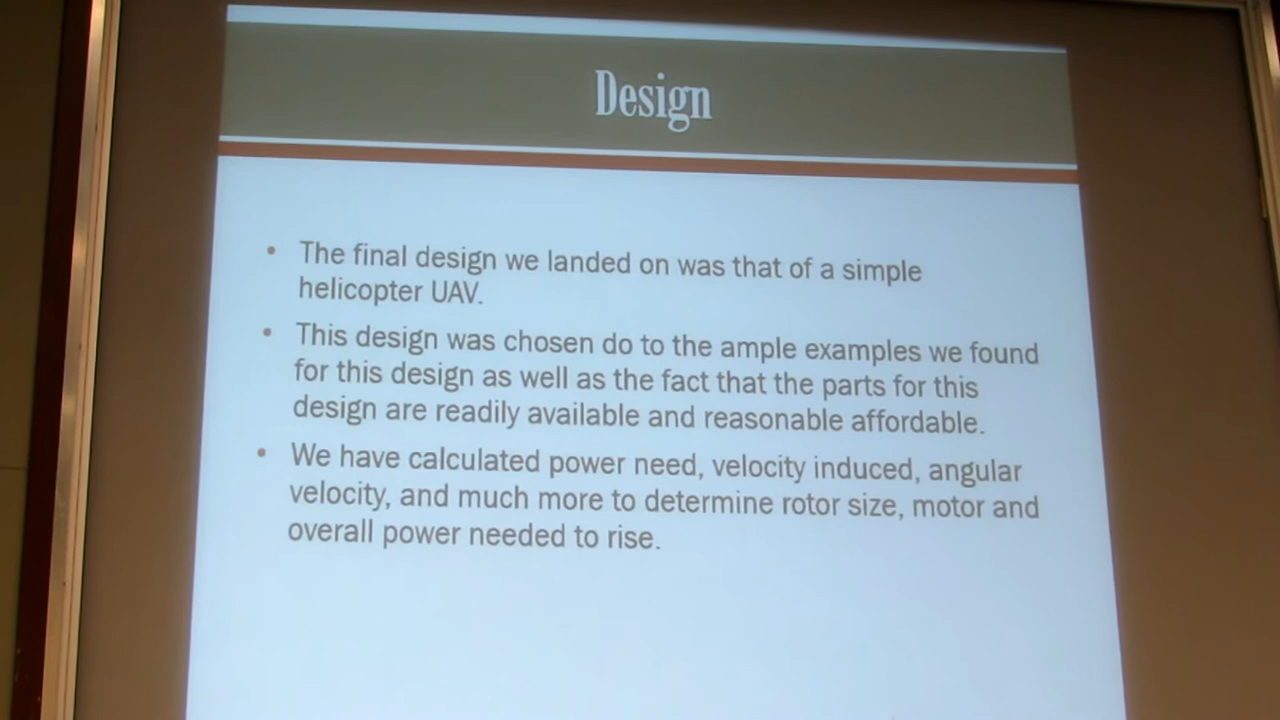 Design
• The final design we landed on was that of a simple
helicopter UAV.
• This design was chosen do to the ample examples we found
for this design as well as the fact that the parts for this
design are readily available and reasonable affordable.
• We have calculated power need, velocity induced, angular
velocity, and much more to determine rotor size, motor and
overall power needed to rise.